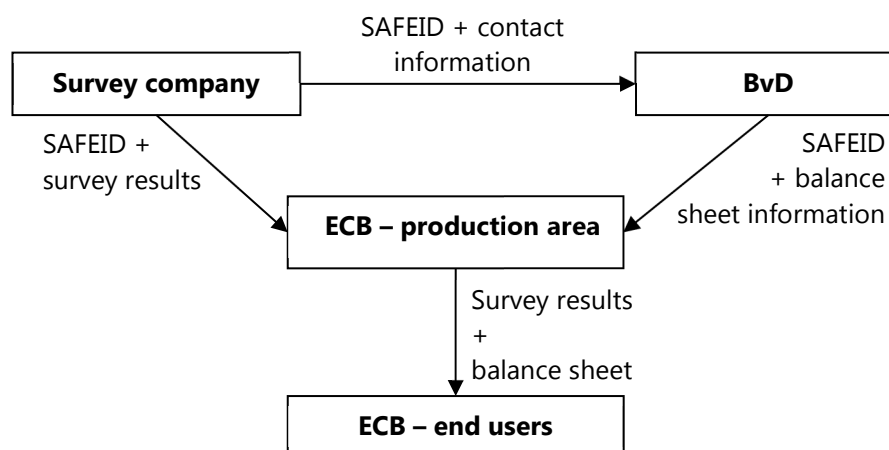 SAFEID + contact
information
Survey company
BvD
SAFEID +
survey results
SAFEID
+ balance
sheet information
ECB – production area
Survey results
+
balance sheet
ECB – end users